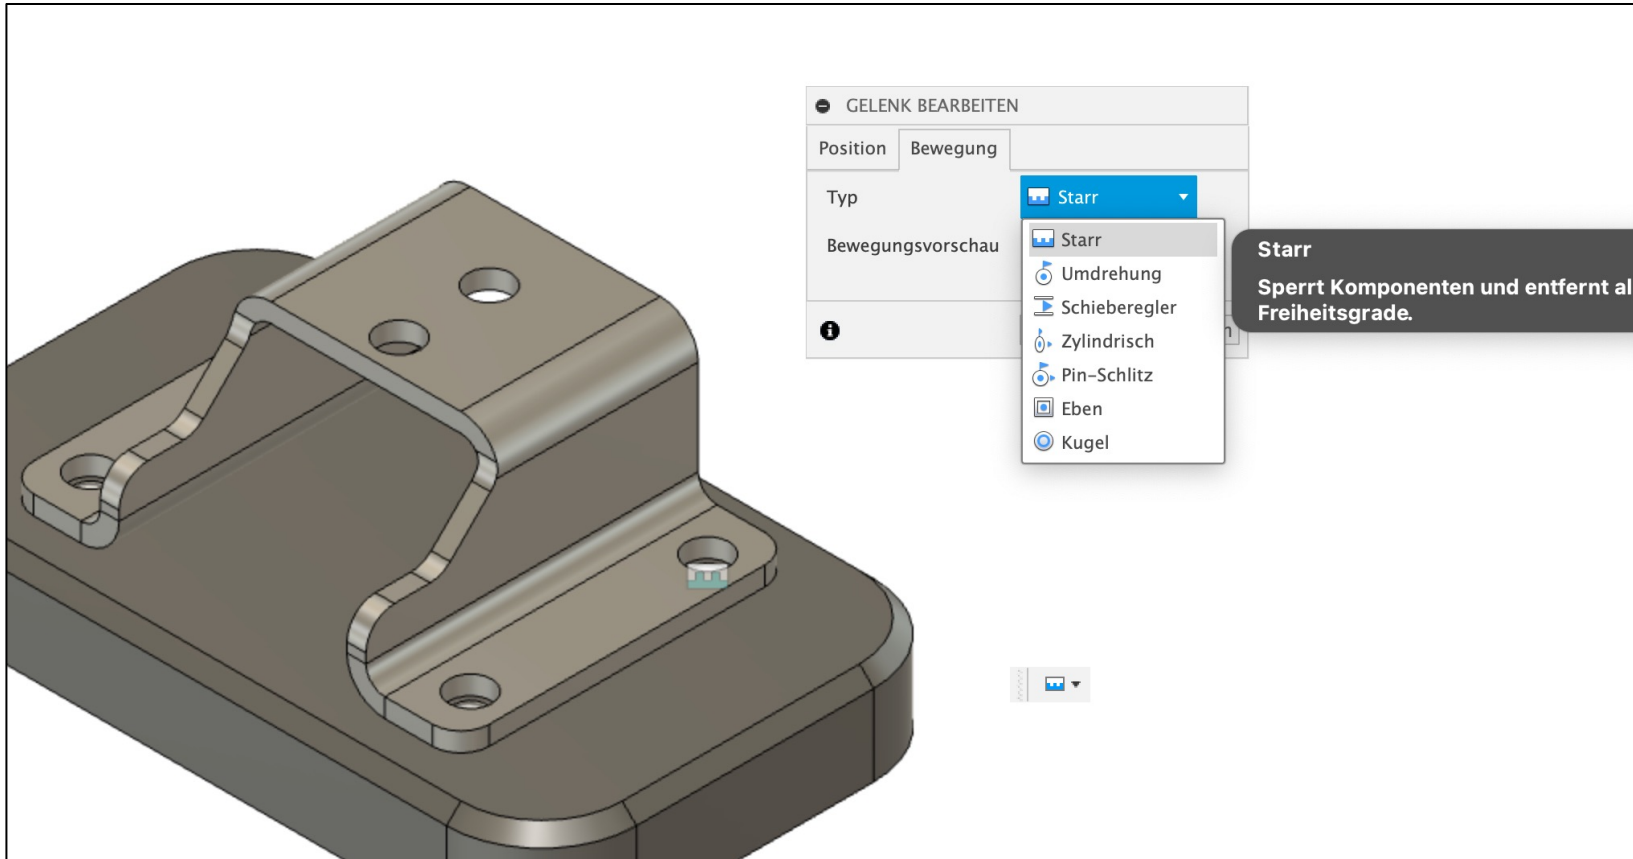 GELENK BEARBEITEN
Position Bewegung
Typ Starr
Bewegungsvorschau
Starr
Umdrehung
Schieberegler
Zylindrisch
Pin-Schlitz
Eben
Kugel
Starr
Sperrt Komponenten und entfernt al
Freiheitsgrade.